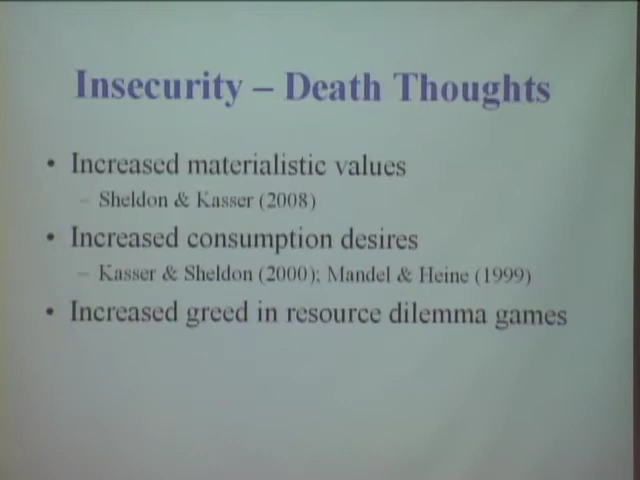 Insecurity – Death Thoughts
• Increased materialistic values
– Sheldon & Kasser (2008)
• Increased consumption desires
– Kasser & Sheldon (2000); Mandel & Heine (1999)
• Increased greed in resource dilemma games